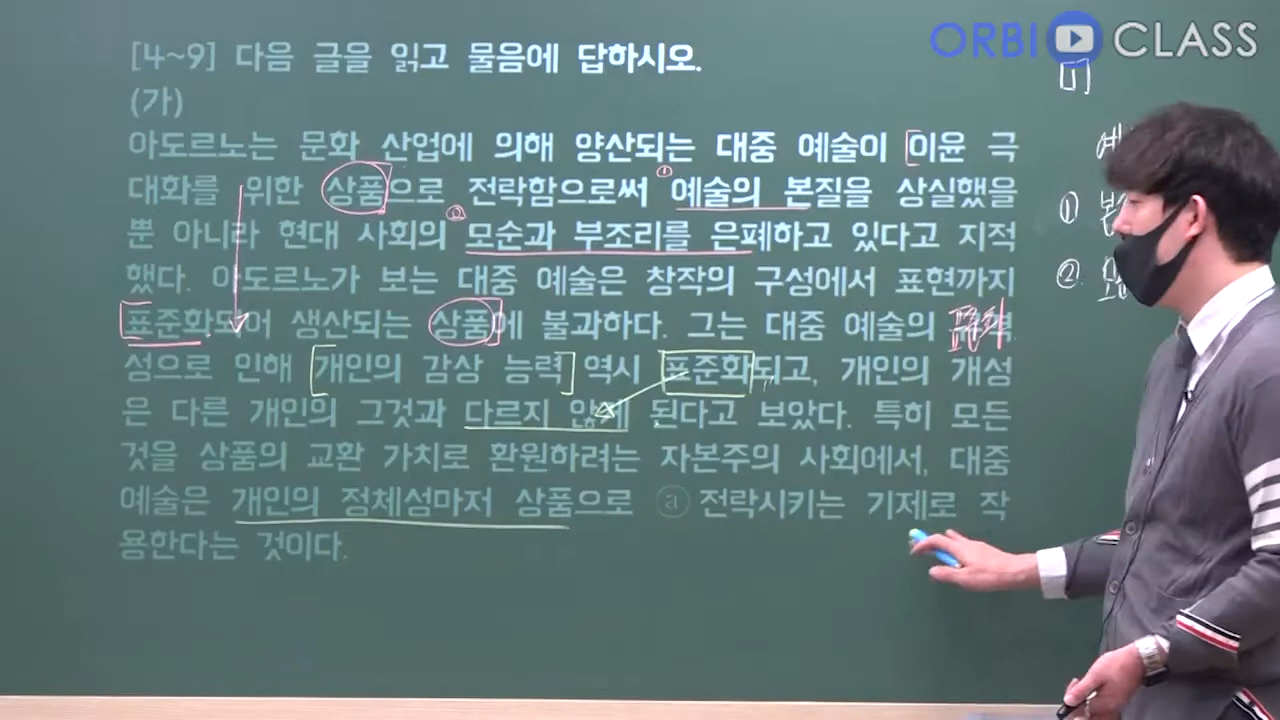 ORBI CLASS
[4~9] 다음 글을 읽고 물음에 답하시오.
(가)
아도르노는 문화 산업에 의해 양산되는 대중 예술이 이윤 극
대화를 위한 상품으로 전락함으로써 예술의 본질을 상실했을
뿐 아니라 현대 사회의 모순과 부조리를 은폐하고 있다고 지적
했다. 아도르노가 보는 대중 예술은 창작의 구성에서 표현까지
표준화되어 생산되는 상품에 불과하다. 그는 대중 예술의
성으로 인해 개인의 감상 능력 역시 표준화되고, 개인의 개성
은 다른 개인의 그것과 다르지 않게 된다고 보았다. 특히 모든
것을 상품의 교환 가치로 환원하려는 자본주의 사회에서, 대중
예술은 개인의 정체성마저 상품으로 ⓐ 전락시키는 기제로 작
용한다는 것이다.
①
②
① 본
②